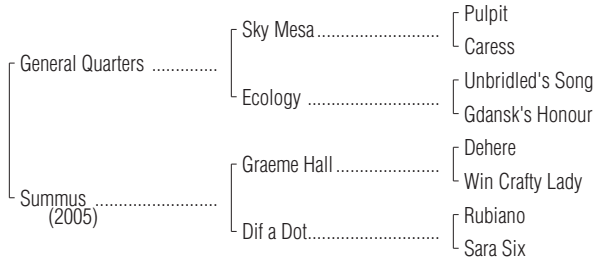 Pulpit
Sky Mesa
Caress
General Quarters
Unbridled's Song
Ecology
Gdansk's Honour
Dehere
Graeme Hall
Win Crafty Lady
Summus
(2005)
Rubiano
Dif a Dot
Sara Six